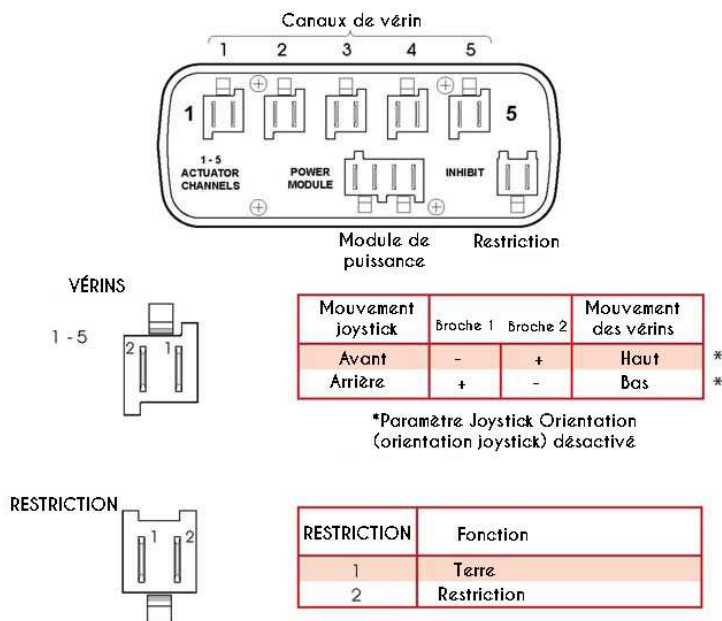 Canaux de vérin
1 2 3 4 5
1
5
1 - 5
ACTUATOR
CHANNELS
POWER
MODULE
INHIBIT
Module de
puissance
Restriction
VÉRINS
1 - 5
2 1
Mouvement
joystick
Broche 1
Broche 2
Mouvement
des vérins
Avant - + Haut *
Arrière + - Bas *
*Paramètre Joystick Orientation
(orientation joystick) désactivé
RESTRICTION
1 2
RESTRICTION Fonction
1 Terre
2 Restriction